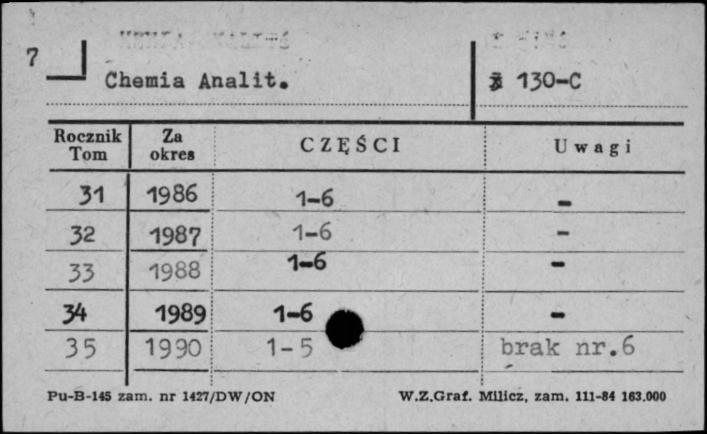 7
Chemia Analit.
130-C
Rocznik Tom Za okres CZĘŚCI Uwagi
31 1986 1-6 -
32 1987 1-6 -
33 1988 1-6 -
34 1989 1-6 -
35 1990 1-5 brak nr.6
Pu-B-145 zam. nr 1427/DW/ON W.Z.Graf. Milicz, zam. 111-84 163.000